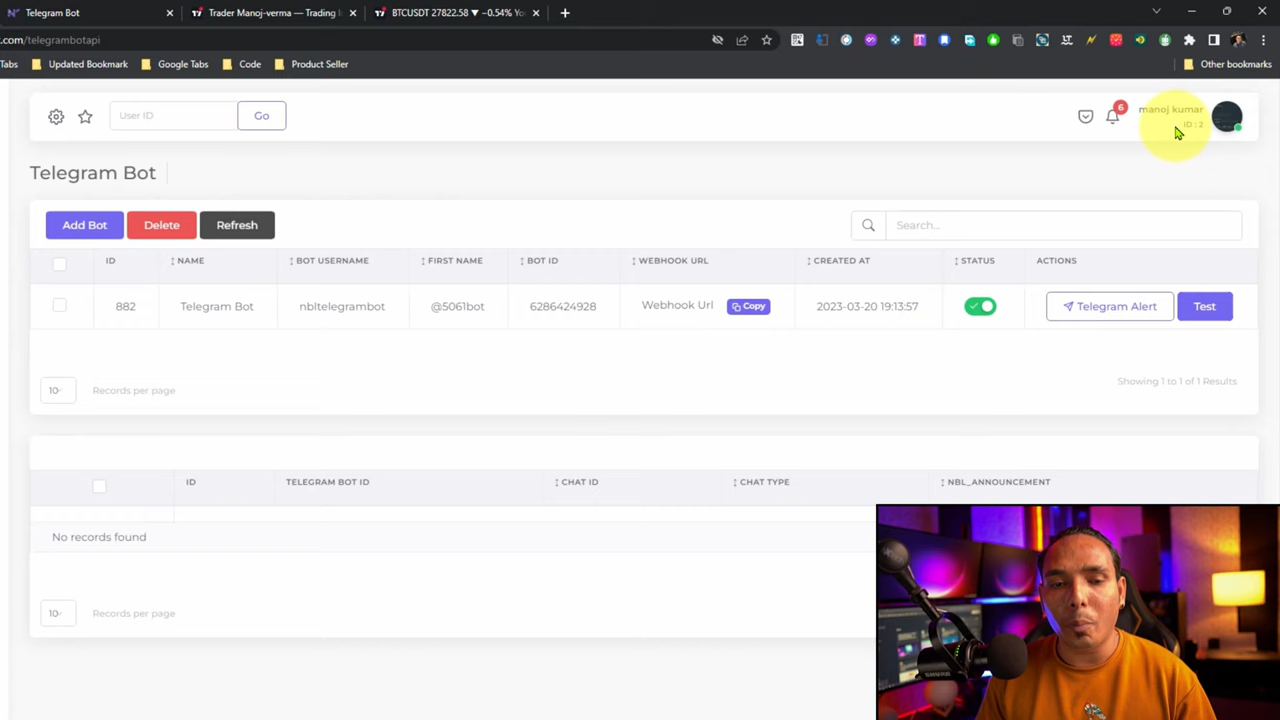 Telegram Bot
Trader Manoj-verma — Trading I
BTCUSDT 27822.58 ▼ −0.54%
.com/telegrambotapi
Tabs
Updated Bookmark
Google Tabs
Code
Product Seller
Other bookmarks
User ID
Go
6
manoj kumar
ID : 2
Telegram Bot
Add Bot
Delete
Refresh
Search...
ID
NAME
BOT USERNAME
FIRST NAME
BOT ID
WEBHOOK URL
CREATED AT
STATUS
ACTIONS
882
Telegram Bot
nbltelegrambot
@5061bot
6286424928
Webhook Url
Copy
2023-03-20 19:13:57
Telegram Alert
Test
10
Records per page
Showing 1 to 1 of 1 Results
ID
TELEGRAM BOT ID
CHAT ID
CHAT TYPE
NBL_ANNOUNCEMENT
No records found
10
Records per page